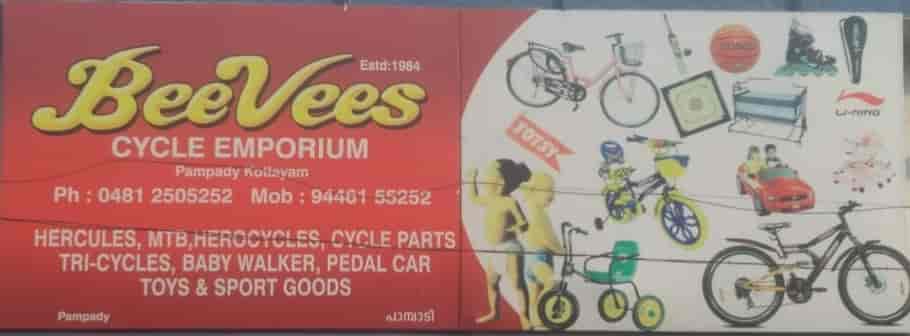 BeeVees
Estd:1984
CYCLE EMPORIUM
Pampady Kottayam
Ph : 0481 2505252 Mob : 94461 55252
HERCULES, MTB,HEROCYCLES, CYCLE PARTS
TRI-CYCLES, BABY WALKER, PEDAL CAR
TOYS & SPORT GOODS
Pampady
പാമ്പാടി
TOTSY
LI-NING